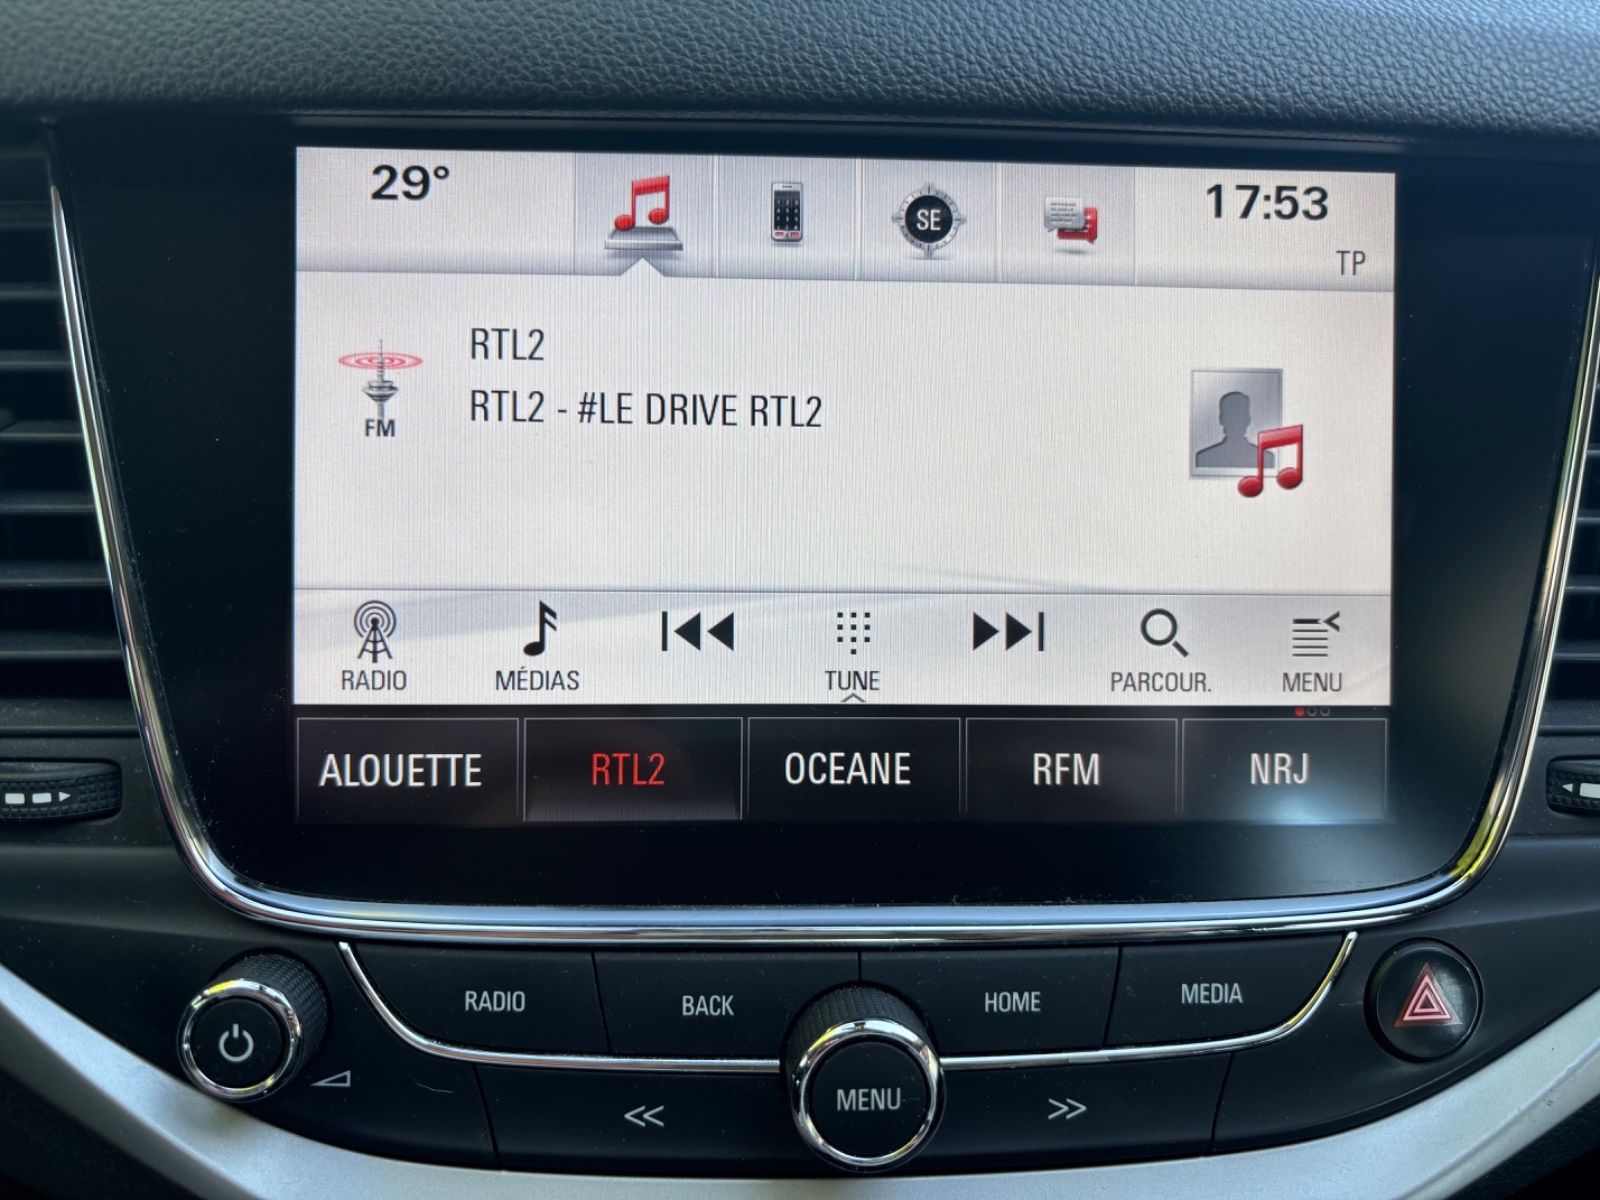 29°
SE
17:53
TP
RTL2
RTL2 - #LE DRIVE RTL2
FM
RADIO
MÉDIAS
TUNE
PARCOUR.
MENU
ALOUETTE
RTL2
OCEANE
RFM
NRJ
RADIO
BACK
HOME
MEDIA
MENU